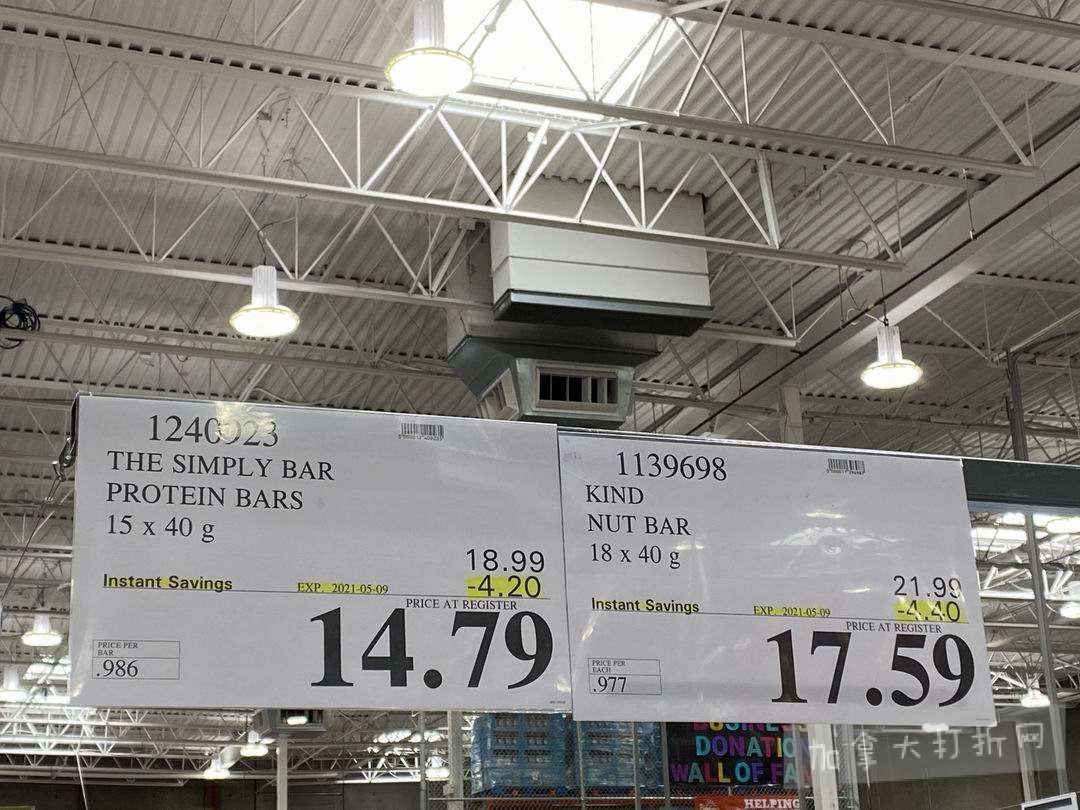 1240923
THE SIMPLY BAR
PROTEIN BARS
15 x 40 g
18.99
Instant Savings EXP. 2021-05-09 -4.20
PRICE AT REGISTER
14.79
PRICE PER
BAR
.986
1139698
KIND
NUT BAR
18 x 40 g
21.99
Instant Savings EXP. 2021-05-09 -4.40
PRICE AT REGISTER
17.59
PRICE PER
EACH
.977
BUSINESS
DONATION
WALL OF
HELPING
加拿大打折网